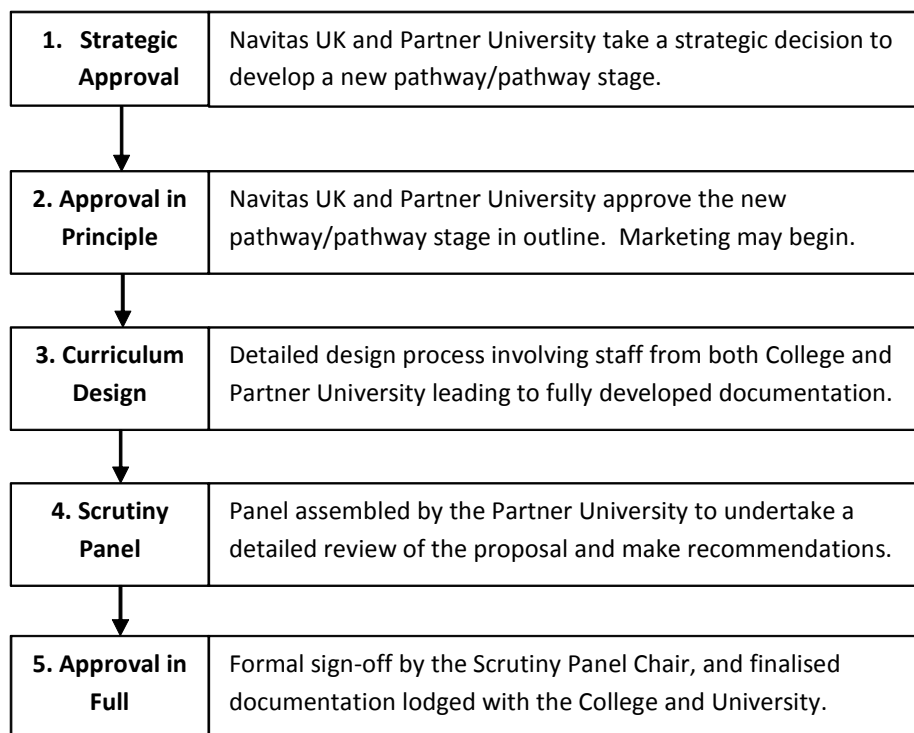 1. Strategic
Approval
Navitas UK and Partner University take a strategic decision to
develop a new pathway/pathway stage.
2. Approval in
Principle
Navitas UK and Partner University approve the new
pathway/pathway stage in outline.  Marketing may begin.
3. Curriculum
Design
Detailed design process involving staff from both College and
Partner University leading to fully developed documentation.
4. Scrutiny
Panel
Panel assembled by the Partner University to undertake a
detailed review of the proposal and make recommendations.
5. Approval in
Full
Formal sign-off by the Scrutiny Panel Chair, and finalised
documentation lodged with the College and University.